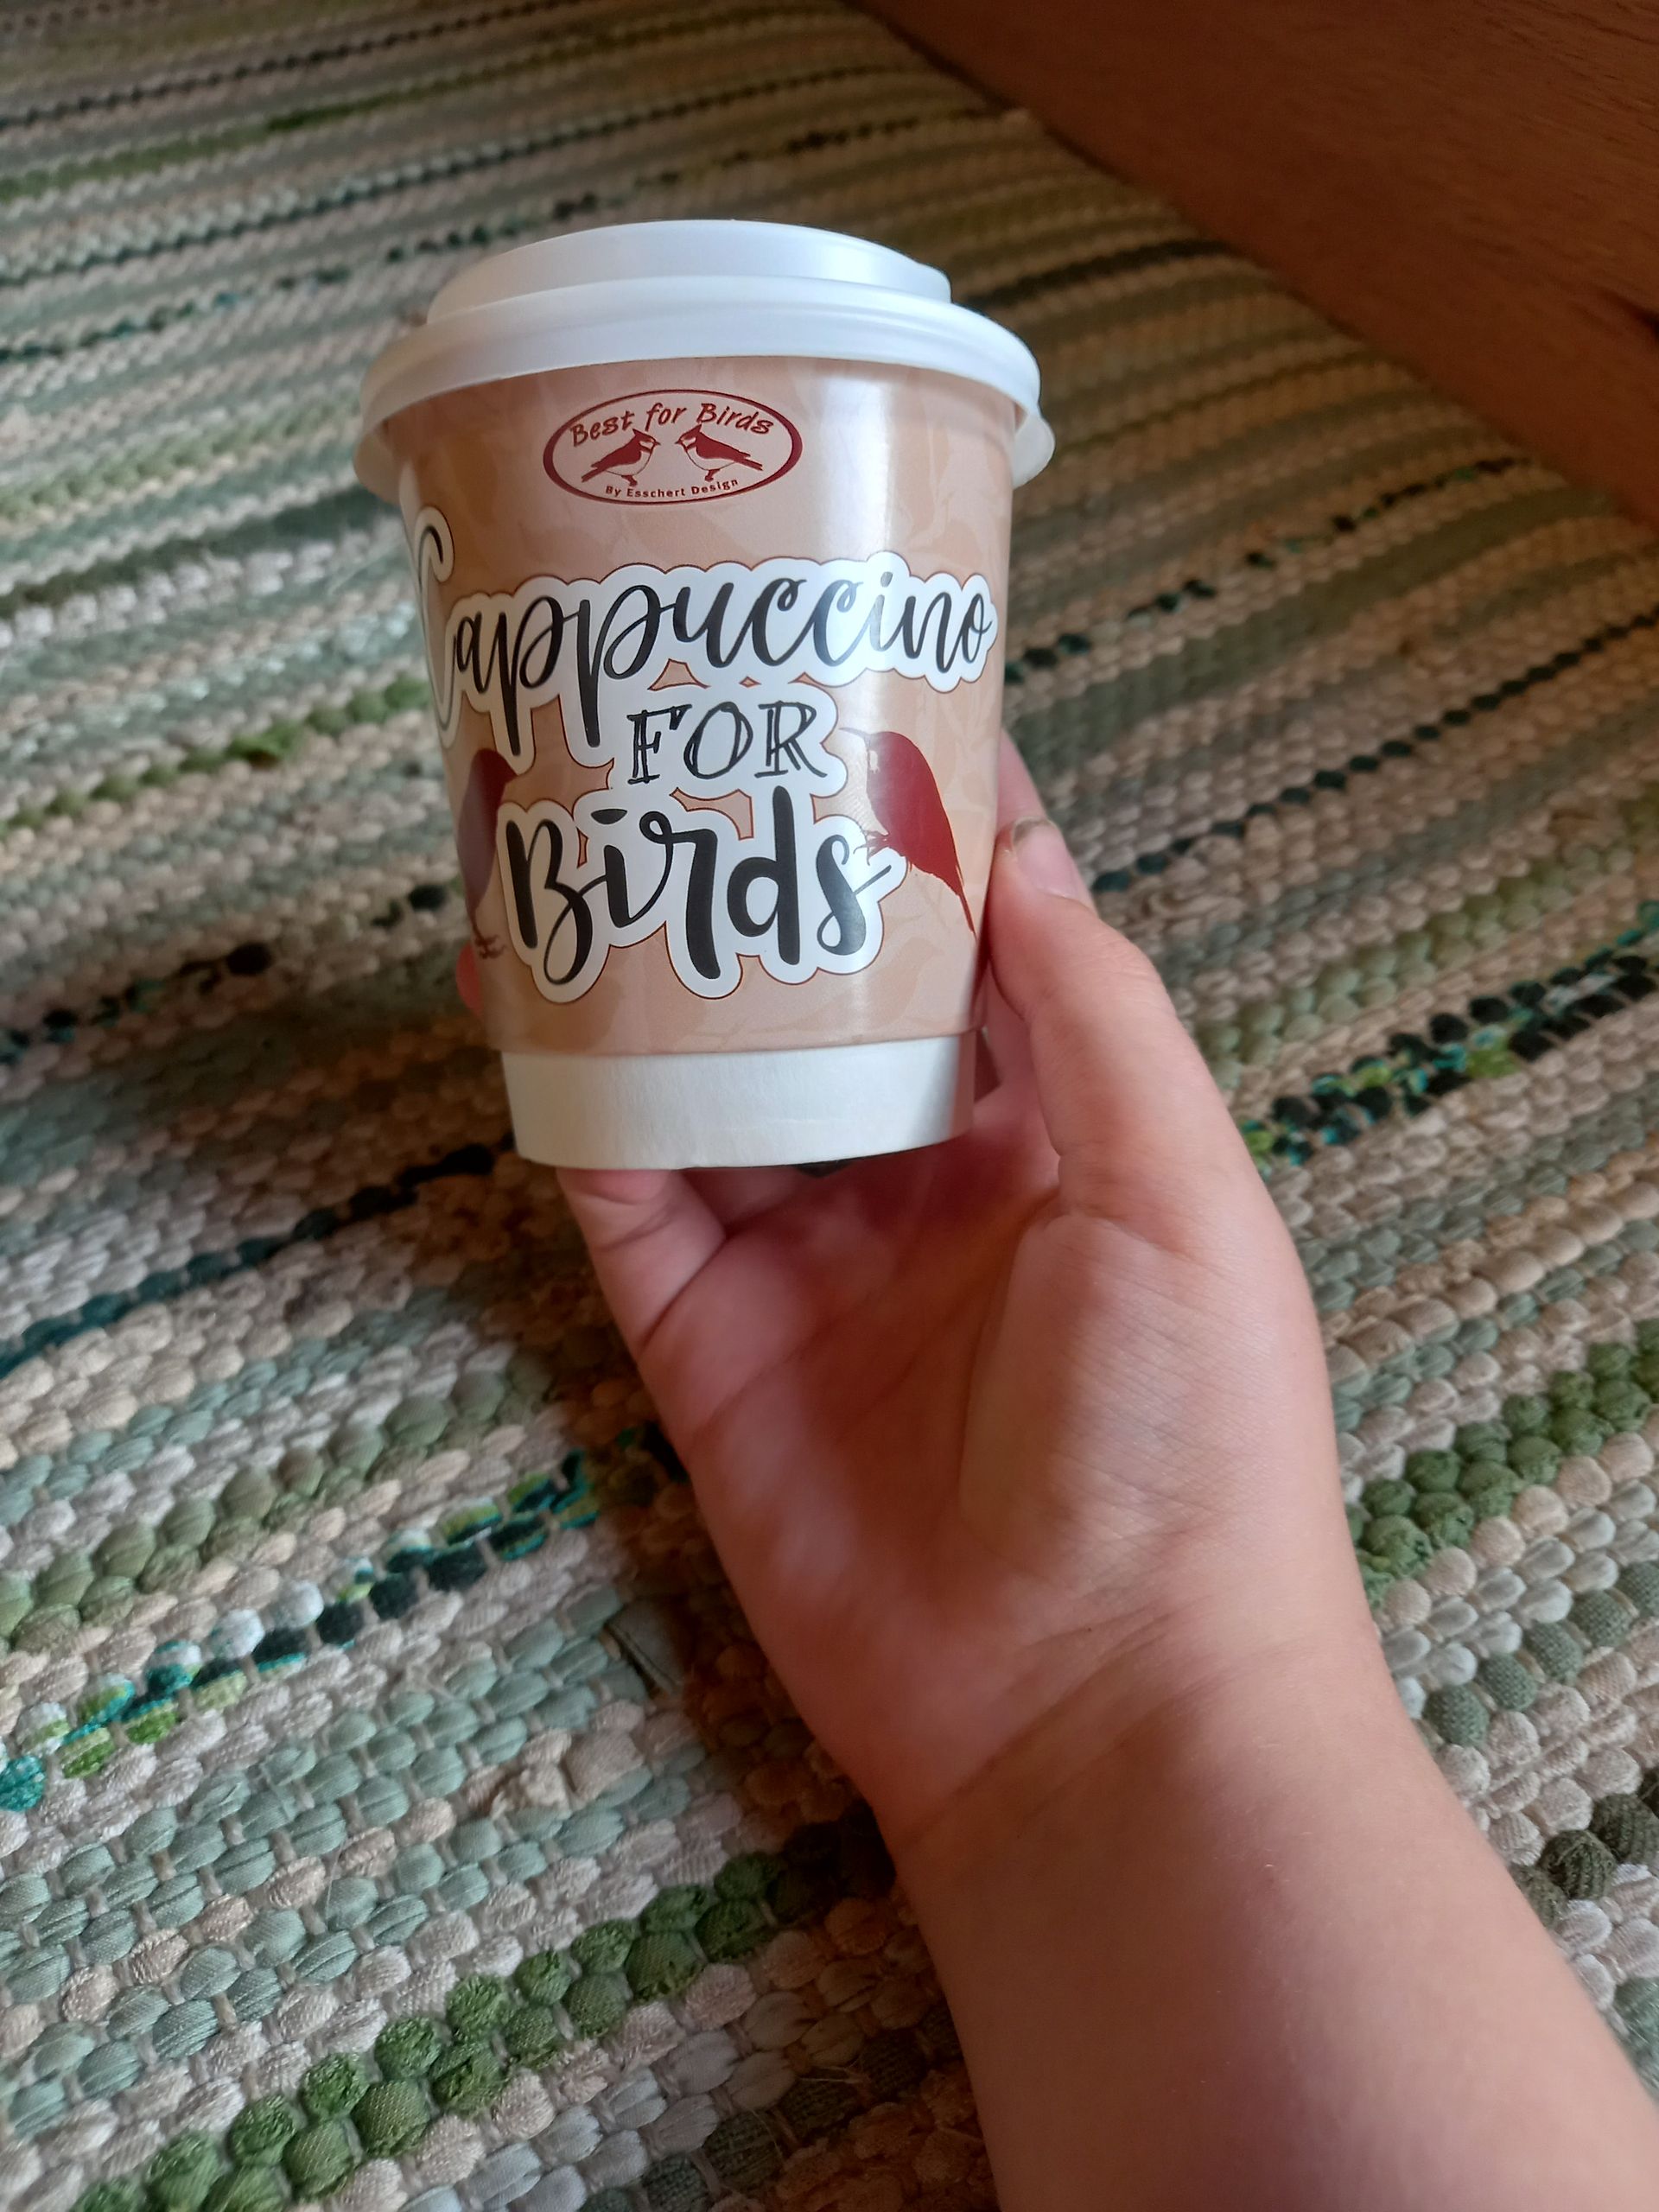 Best for Birds
By Esschert Design
Cappuccino
FOR
Birds